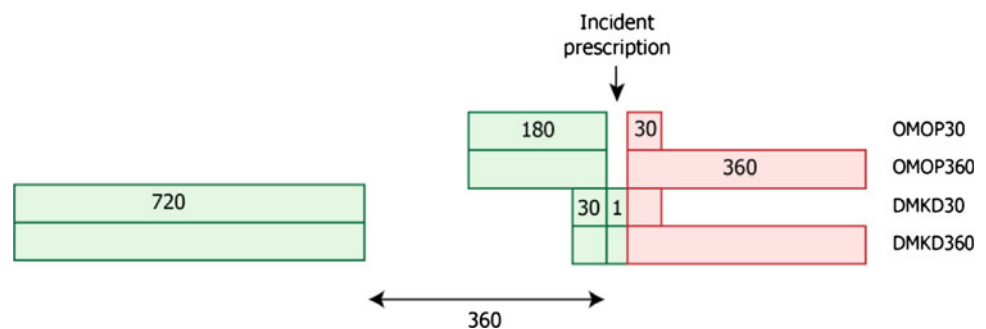 Incident
prescription
180
30
OMOP30
360
OMOP360
720
30
1
DMKD30
DMKD360
360